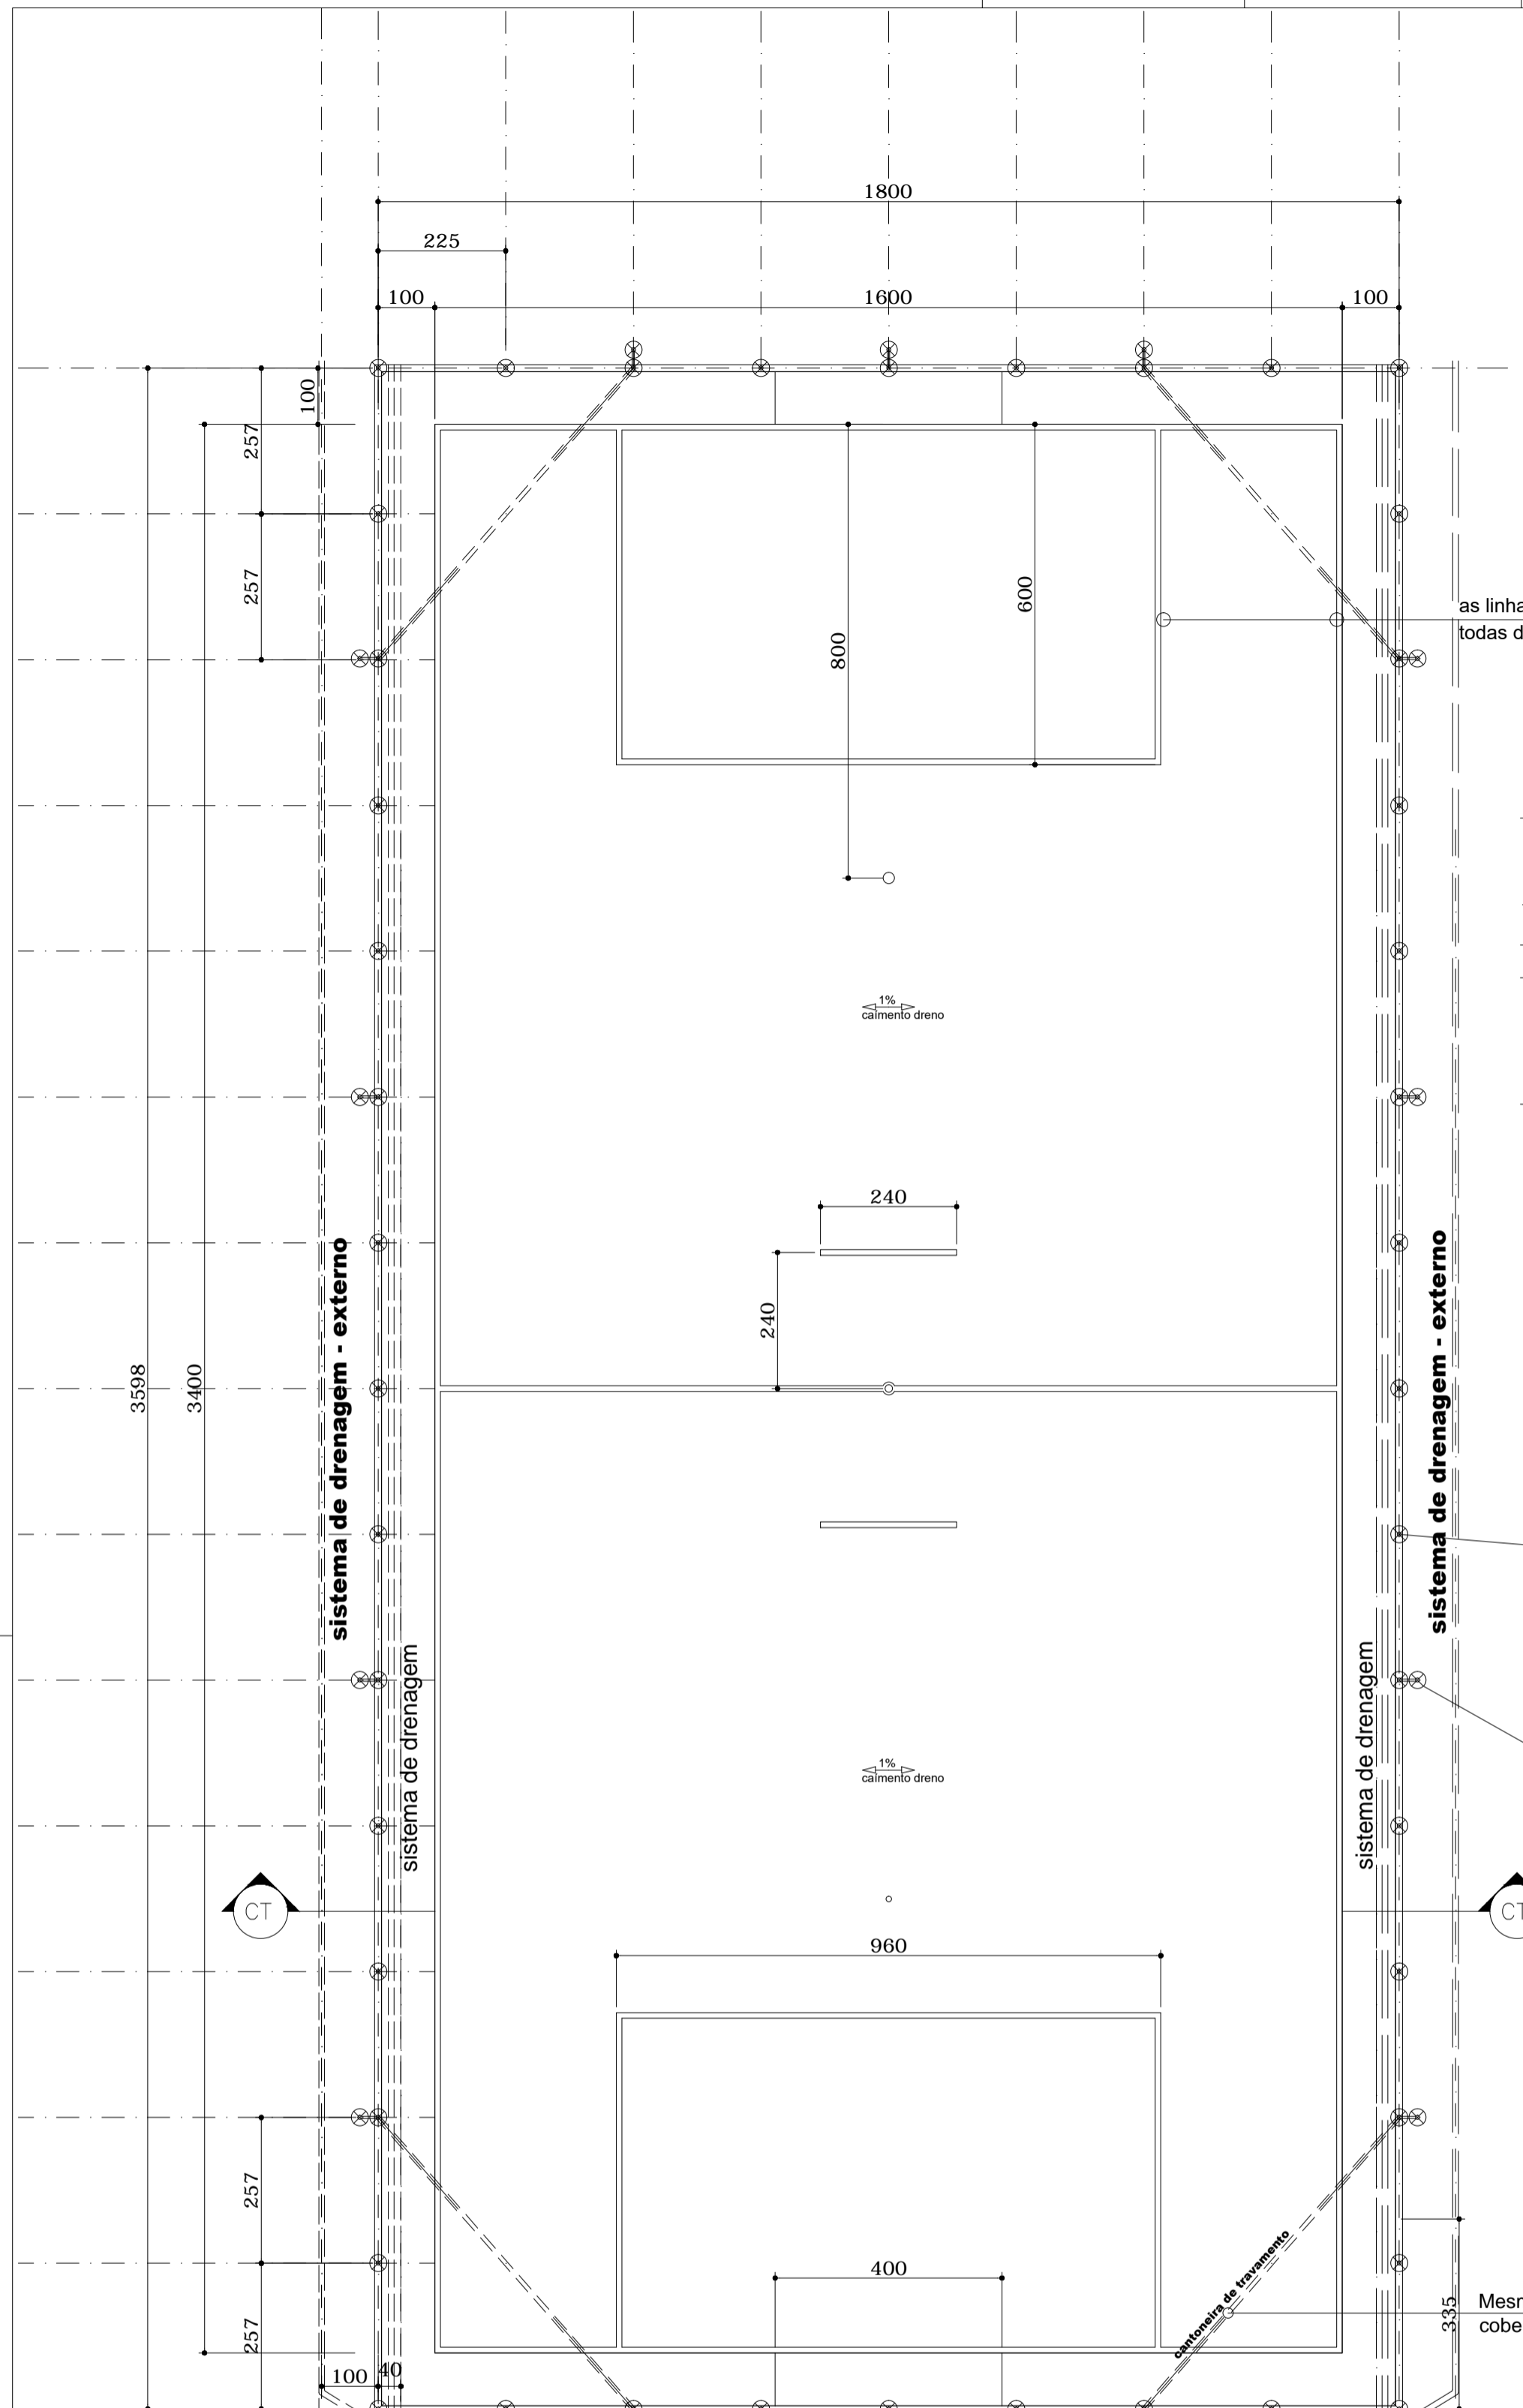 1800
225
100
1600
100
100
257
257
600
800
as linha
todas d
1%
caimento dreno
240
240
sistema de drenagem - externo
sistema de drenagem - externo
3598
3400
sistema de drenagem
sistema de drenagem
1%
caimento dreno
CT
CT
960
257
400
cantoneira de travamento
335
Mesm
cobe
257
100
40